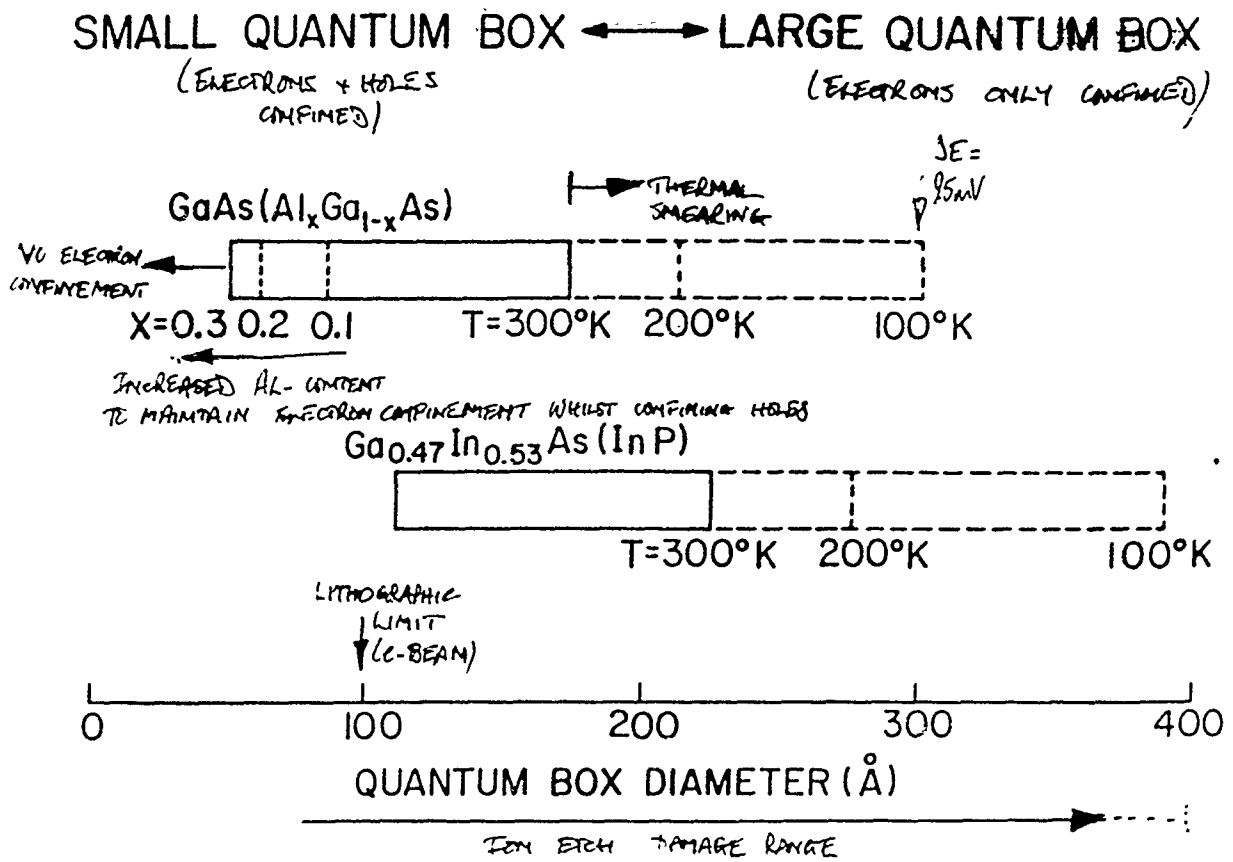 SMALL QUANTUM BOX ↔ LARGE QUANTUM BOX
(ELECTRONS + HOLES
CONFINED)
(ELECTRONS ONLY CONFINED)
GaAs(AlxGa1-xAs)
THERMAL
SMEARING
ELECTRON
CONFINEMENT
X=0.3 0.2 0.1 T=300°K 200°K 100°K
INCREASED AL-CONTENT
TO MAINTAIN ELECTRON CONFINEMENT WHILST CONFINING HOLES
Ga0.47In0.53As(InP)
T=300°K 200°K 100°K
LITHOGRAPHIC
LIMIT
(e-BEAM)
0 100 200 300 400
QUANTUM BOX DIAMETER (Å)
ION ETCH DAMAGE RANGE